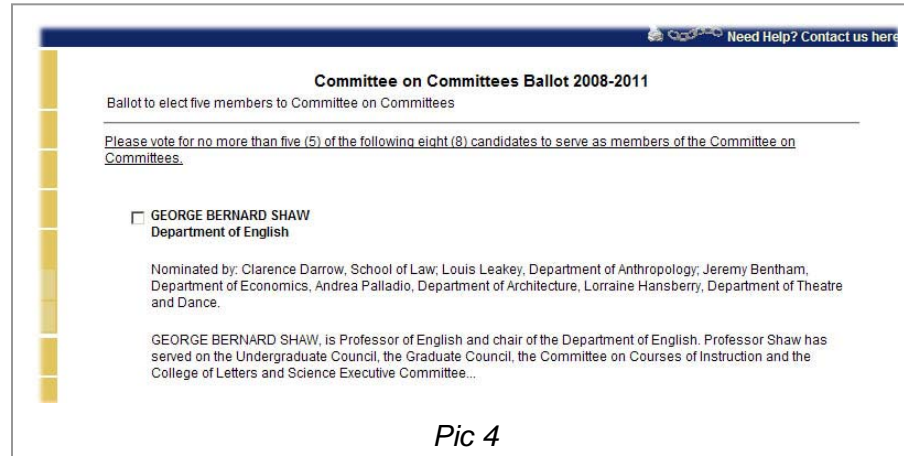 Need Help? Contact us here
Committee on Committees Ballot 2008-2011
Ballot to elect five members to Committee on Committees
Please vote for no more than five (5) of the following eight (8) candidates to serve as members of the Committee on
Committees.
GEORGE BERNARD SHAW
Department of English
Nominated by: Clarence Darrow, School of Law; Louis Leakey, Department of Anthropology; Jeremy Bentham,
Department of Economics, Andrea Palladio, Department of Architecture, Lorraine Hansberry, Department of Theatre
and Dance.
GEORGE BERNARD SHAW, is Professor of English and chair of the Department of English. Professor Shaw has
served on the Undergraduate Council, the Graduate Council, the Committee on Courses of Instruction and the
College of Letters and Science Executive Committee...
Pic 4